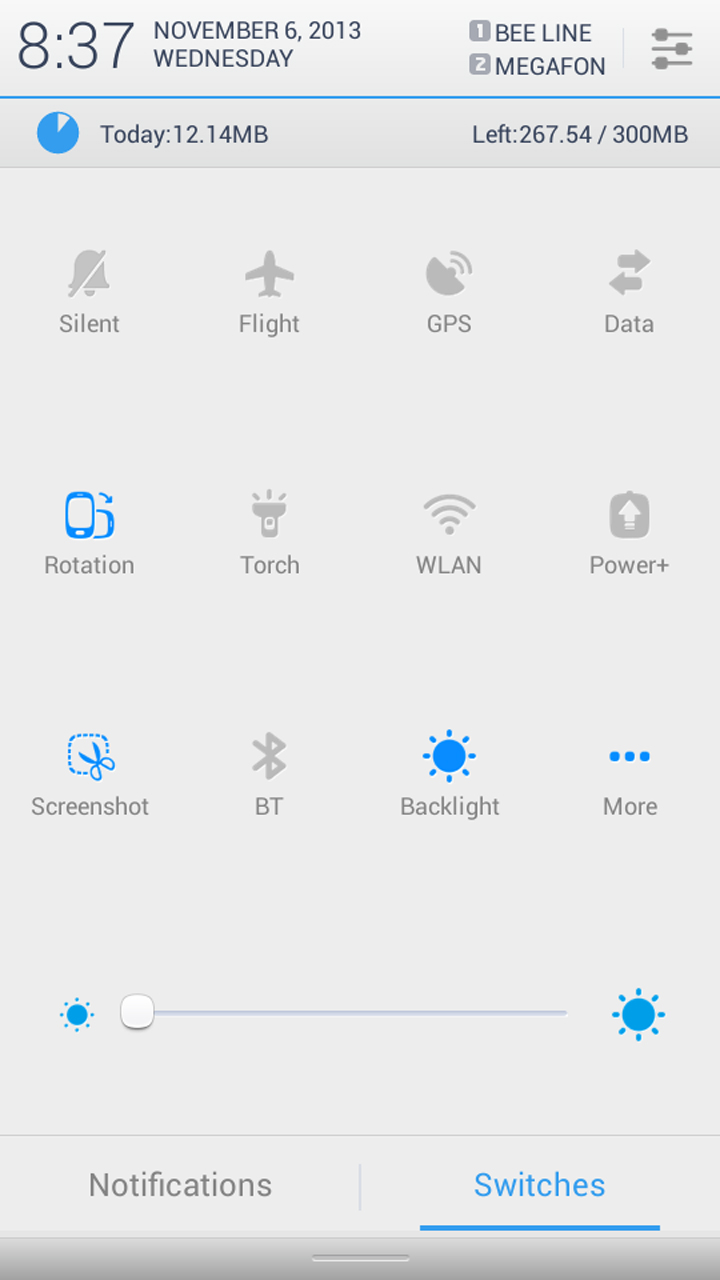 8:37
NOVEMBER 6, 2013
WEDNESDAY
1 BEE LINE
2 MEGAFON
Today:12.14MB
Left:267.54 / 300MB
Silent
Flight
GPS
Data
Rotation
Torch
WLAN
Power+
Screenshot
BT
Backlight
More
Notifications
Switches